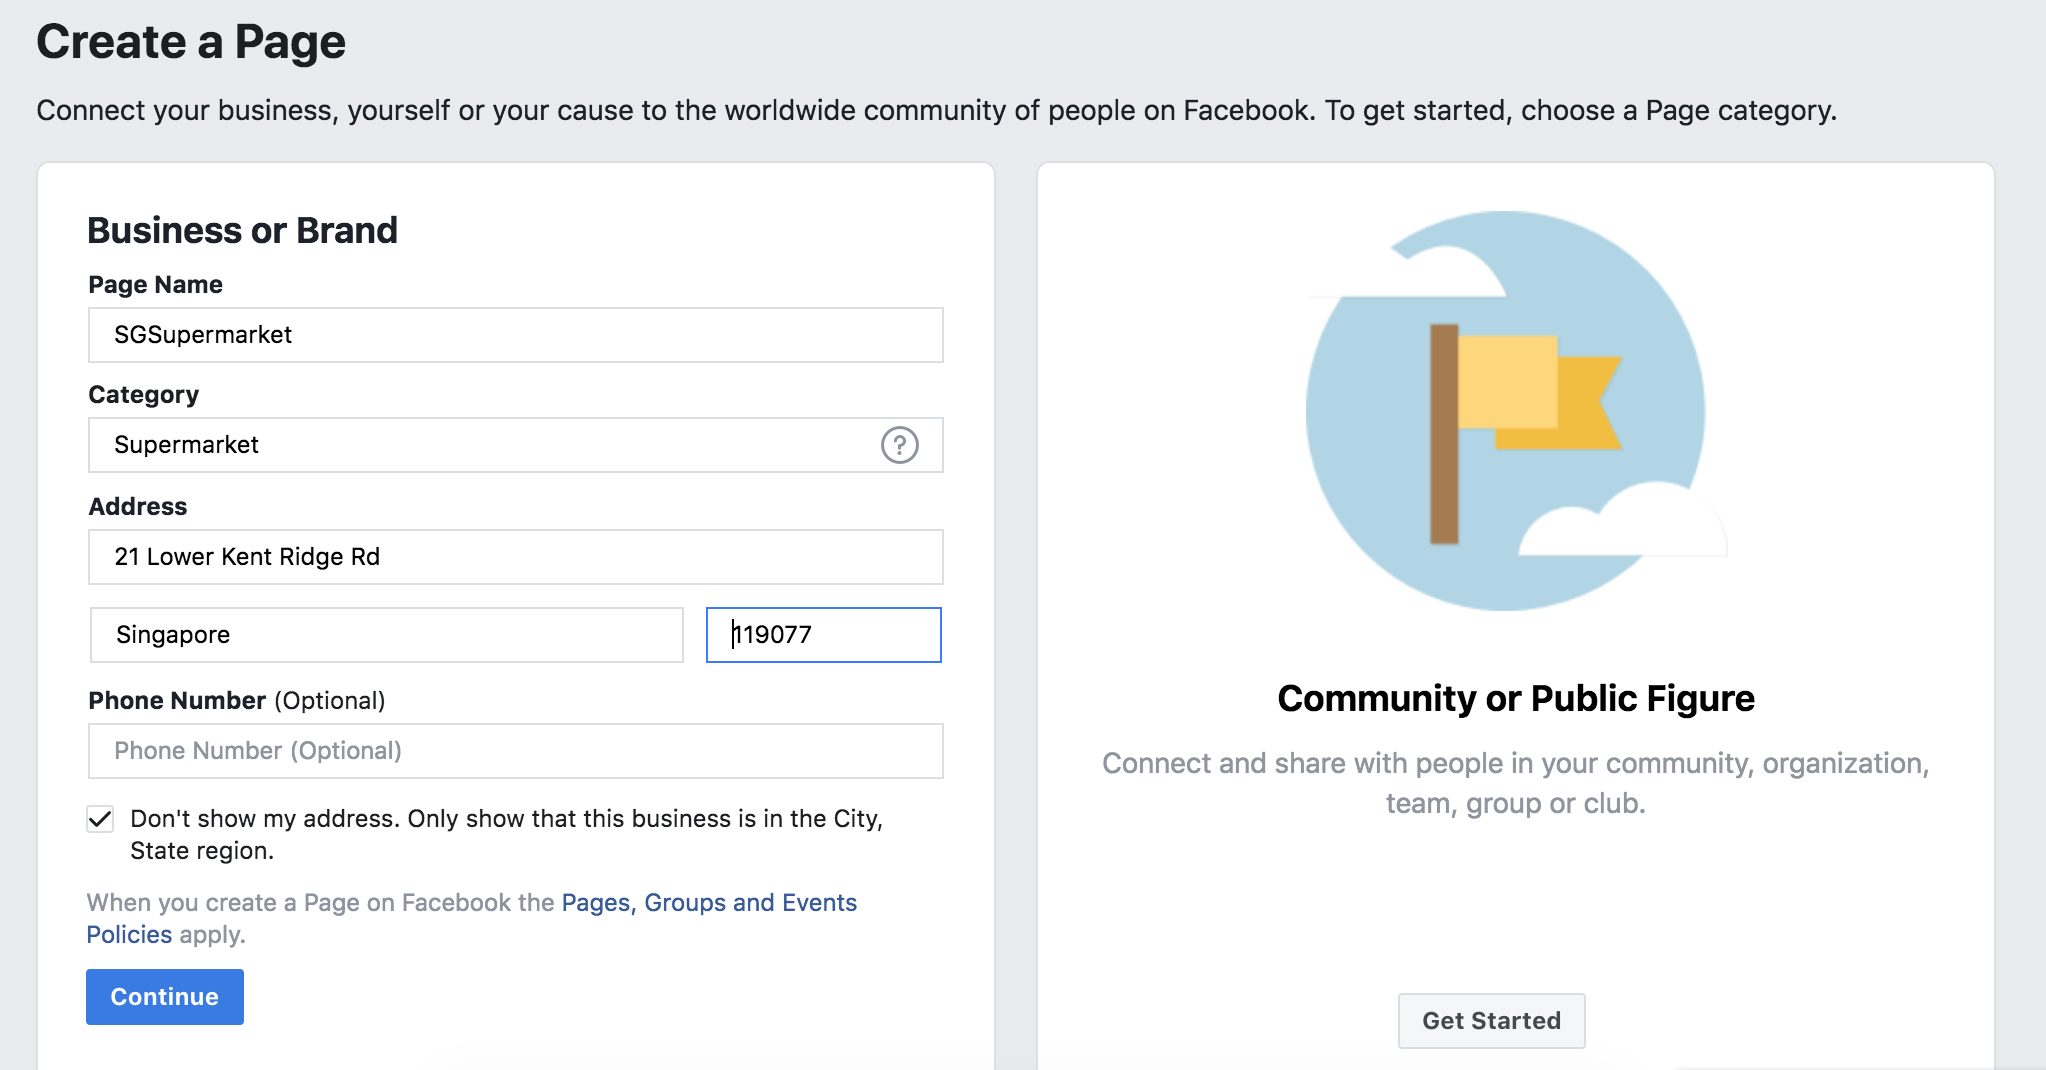 Create a Page
Connect your business, yourself or your cause to the worldwide community of people on Facebook. To get started, choose a Page category.
Business or Brand
Page Name
SGSupermarket
Category
Supermarket
?
Address
21 Lower Kent Ridge Rd
Singapore
119077
Phone Number (Optional)
Phone Number (Optional)
Don't show my address. Only show that this business is in the City,
State region.
When you create a Page on Facebook the Pages, Groups and Events
Policies apply.
Continue
Community or Public Figure
Connect and share with people in your community, organization,
team, group or club.
Get Started